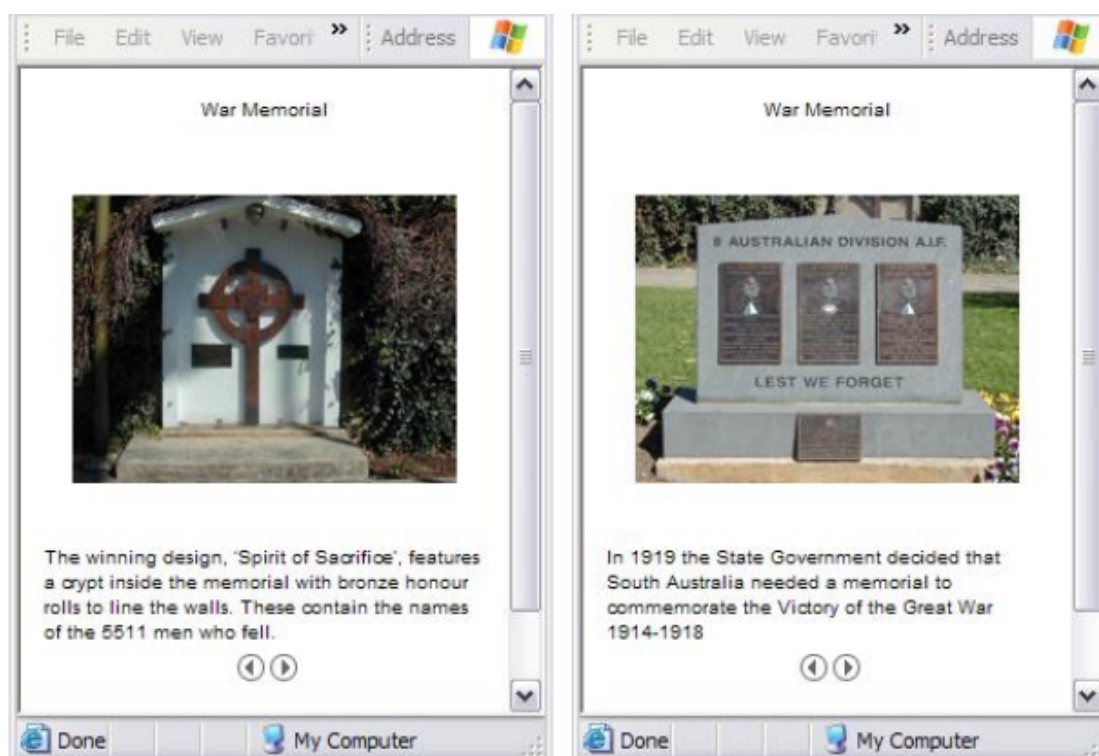 File Edit View Favori » Address
War Memorial
The winning design, 'Spirit of Sacrifice', features
a crypt inside the memorial with bronze honour
rolls to line the walls. These contain the names
of the 5511 men who fell.
Done My Computer
File Edit View Favori » Address
War Memorial
8 AUSTRALIAN DIVISION A.I.F.
LEST WE FORGET
In 1919 the State Government decided that
South Australia needed a memorial to
commemorate the Victory of the Great War
1914-1918
Done My Computer